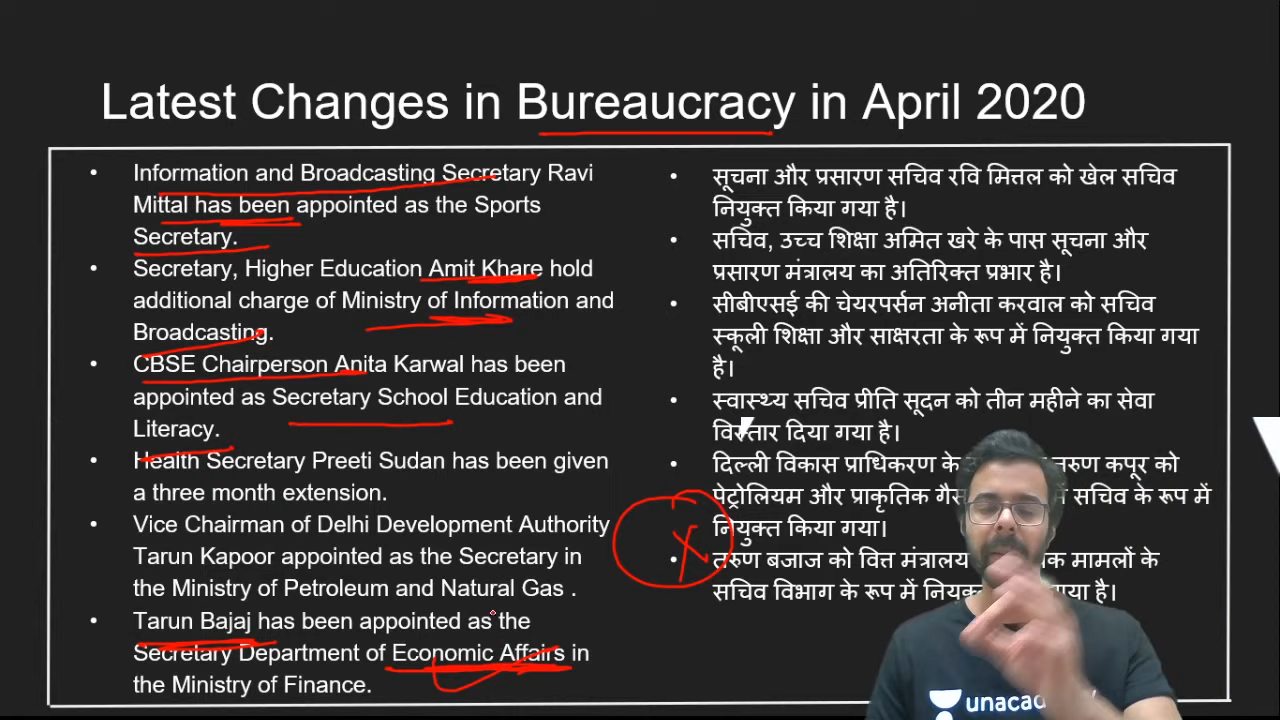 Latest Changes in Bureaucracy in April 2020
• Information and Broadcasting Secretary Ravi
Mittal has been appointed as the Sports
Secretary.
• Secretary, Higher Education Amit Khare hold
additional charge of Ministry of Information and
Broadcasting.
• CBSE Chairperson Anita Karwal has been
appointed as Secretary School Education and
Literacy.
• Health Secretary Preeti Sudan has been given
a three month extension.
• Vice Chairman of Delhi Development Authority
Tarun Kapoor appointed as the Secretary in
the Ministry of Petroleum and Natural Gas .
• Tarun Bajaj has been appointed as the
Secretary Department of Economic Affairs in
the Ministry of Finance.
• सूचना और प्रसारण सचिव रवि मित्तल को खेल सचिव
नियुक्त किया गया है।
• सचिव, उच्च शिक्षा अमित खरे के पास सूचना और
प्रसारण मंत्रालय का अतिरिक्त प्रभार है।
• सीबीएसई की चेयरपर्सन अनीता करवाल को सचिव
स्कूली शिक्षा और साक्षरता के रूप में नियुक्त किया गया
है।
• स्वास्थ्य सचिव प्रीति सूदन को तीन महीने का सेवा
विस्तार दिया गया है।
• दिल्ली विकास प्राधिकरण के तरुण कपूर को
पेट्रोलियम और प्राकृतिक सचिव के रूप में
नियुक्त किया गया।
• तरुण बजाज को वित्त मंत्रालय मामलों के
सचिव विभाग के रूप में है।